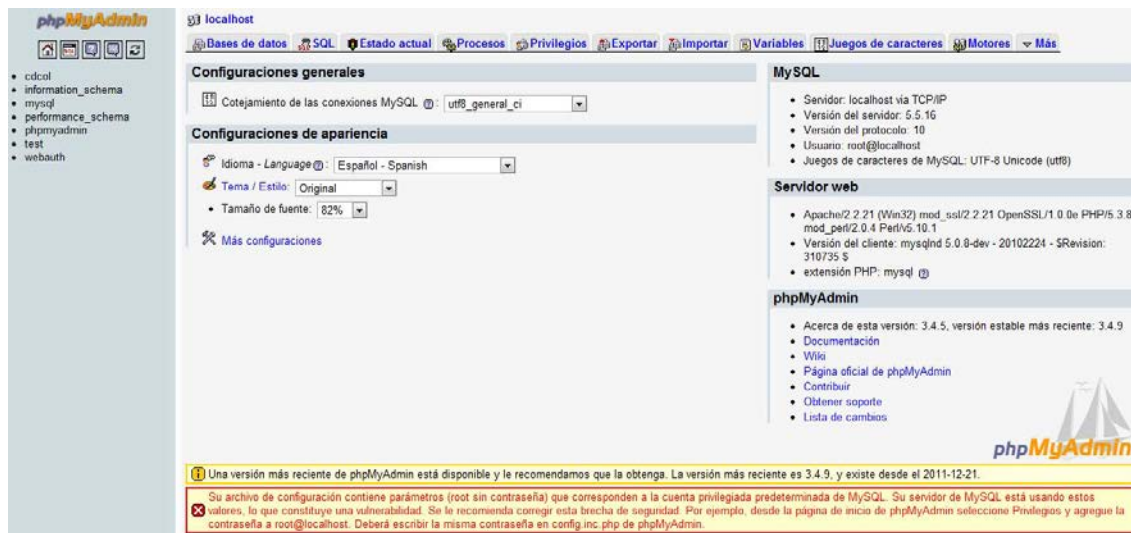 phpMyAdmin
cdcol
information_schema
mysql
performance_schema
phpmyadmin
test
webauth
localhost
Bases de datos SQL Estado actual Procesos Privilegios Exportar Importar Variables Juegos de caracteres Motores Más
Configuraciones generales
Cotejamiento de las conexiones MySQL : utf8_general_ci
Configuraciones de apariencia
Idioma - Language : Español - Spanish
Tema / Estilo: Original
Tamaño de fuente: 82%
Más configuraciones
MySQL
Servidor: localhost via TCP/IP
Versión del servidor: 5.5.16
Versión del protocolo: 10
Usuario: root@localhost
Juegos de caracteres de MySQL: UTF-8 Unicode (utf8)
Servidor web
Apache/2.2.21 (Win32) mod_ssl/2.2.21 OpenSSL/1.0.0e PHP/5.3.8
mod_perl/2.0.4 Perl/v5.10.1
Versión del cliente: mysqlnd 5.0.8-dev - 20102224 - $Revision:
310735 $
extensión PHP: mysql
phpMyAdmin
Acerca de esta versión: 3.4.5, versión estable más reciente: 3.4.9
Documentación
Wiki
Página oficial de phpMyAdmin
Contribuir
Obtener soporte
Lista de cambios
phpMyAdmin
Una versión más reciente de phpMyAdmin está disponible y le recomendamos que la obtenga. La versión más reciente es 3.4.9, y existe desde el 2011-12-21.
Su archivo de configuración contiene parámetros (root sin contraseña) que corresponden a la cuenta privilegiada predeterminada de MySQL. Su servidor de MySQL está usando estos
valores, lo que constituye una vulnerabilidad. Se le recomienda corregir esta brecha de seguridad. Por ejemplo, desde la página de inicio de phpMyAdmin seleccione Privilegios y agregue la
contraseña a root@localhost. Deberá escribir la misma contraseña en config.inc.php de phpMyAdmin.